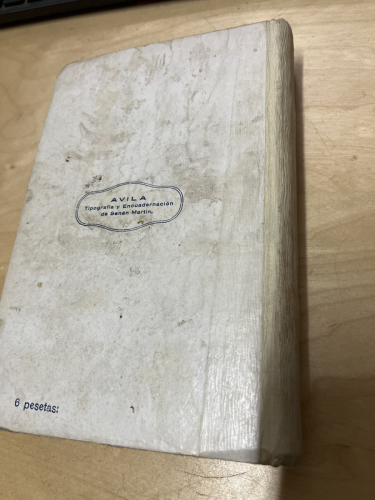 AVILA
Tipografía y Encuadernación
de Senén Martín.
6 pesetas: